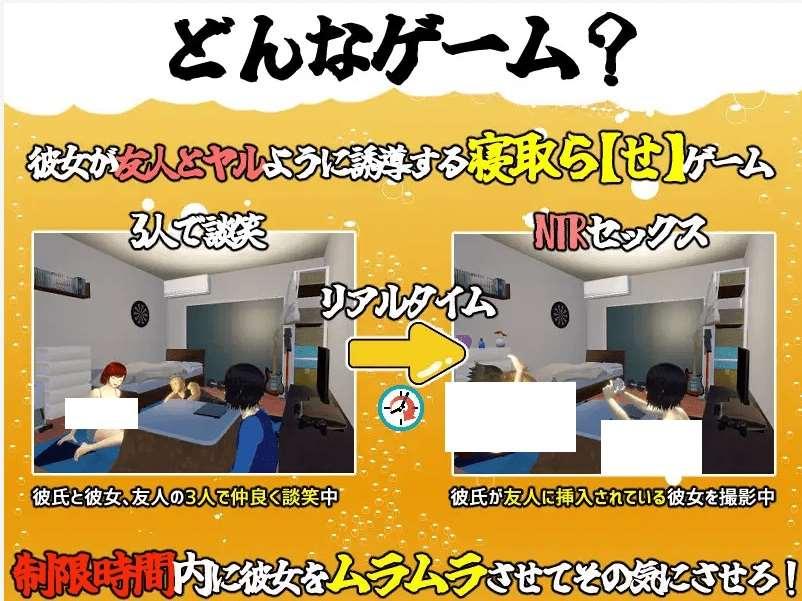 どんなゲーム？
彼女が友人とヤルように誘導する寝取ら【せ】ゲーム
3人で談笑
NTRセックス
リアルタイム
彼氏と彼女、友人の3人で仲良く談笑中
彼氏が友人に挿入されている彼女を撮影中
制限時間内に彼女をムラムラさせてその気にさせろ！